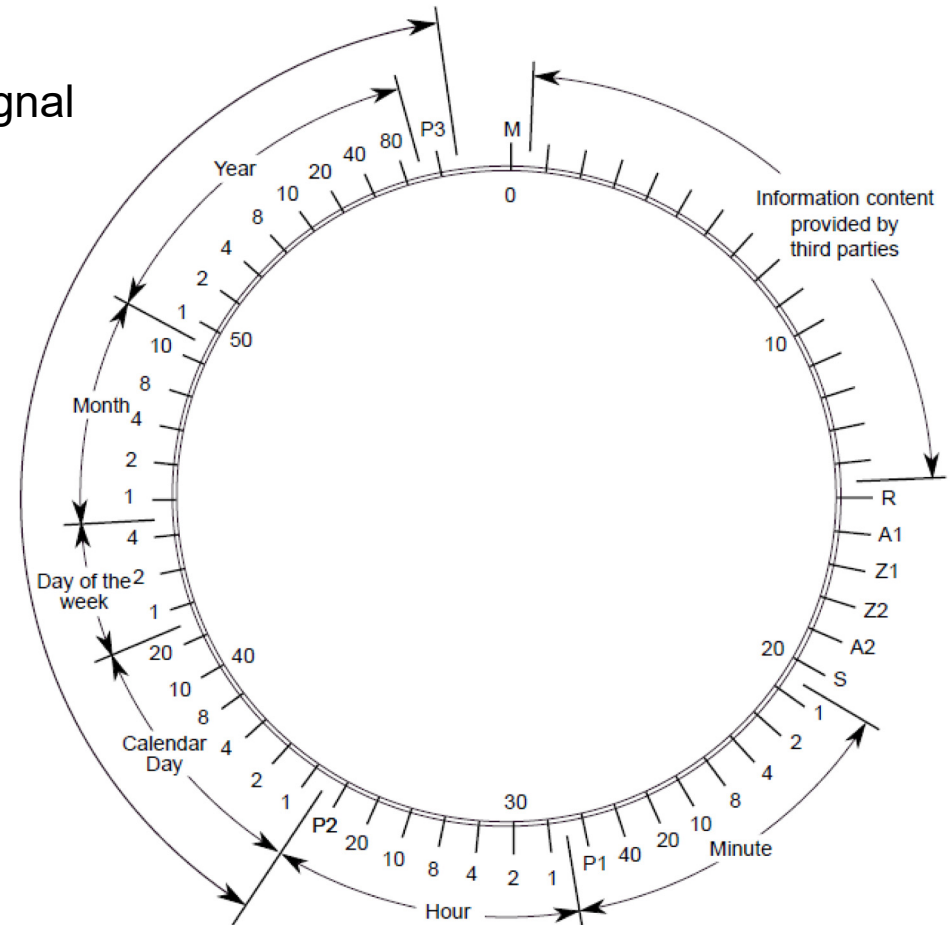 gnal
M
0
Information content
provided by
third parties
10
R
A1
Z1
Z2
A2
20
S
Minute
1
2
4
8
10
20
40
P1
Hour
30
1
2
4
8
10
20
P2
Calendar
Day
1
2
4
8
10
40
20
Day of the
week
1
2
4
Month
1
2
4
8
10
Year
50
1
2
4
8
10
20
40
80
P3